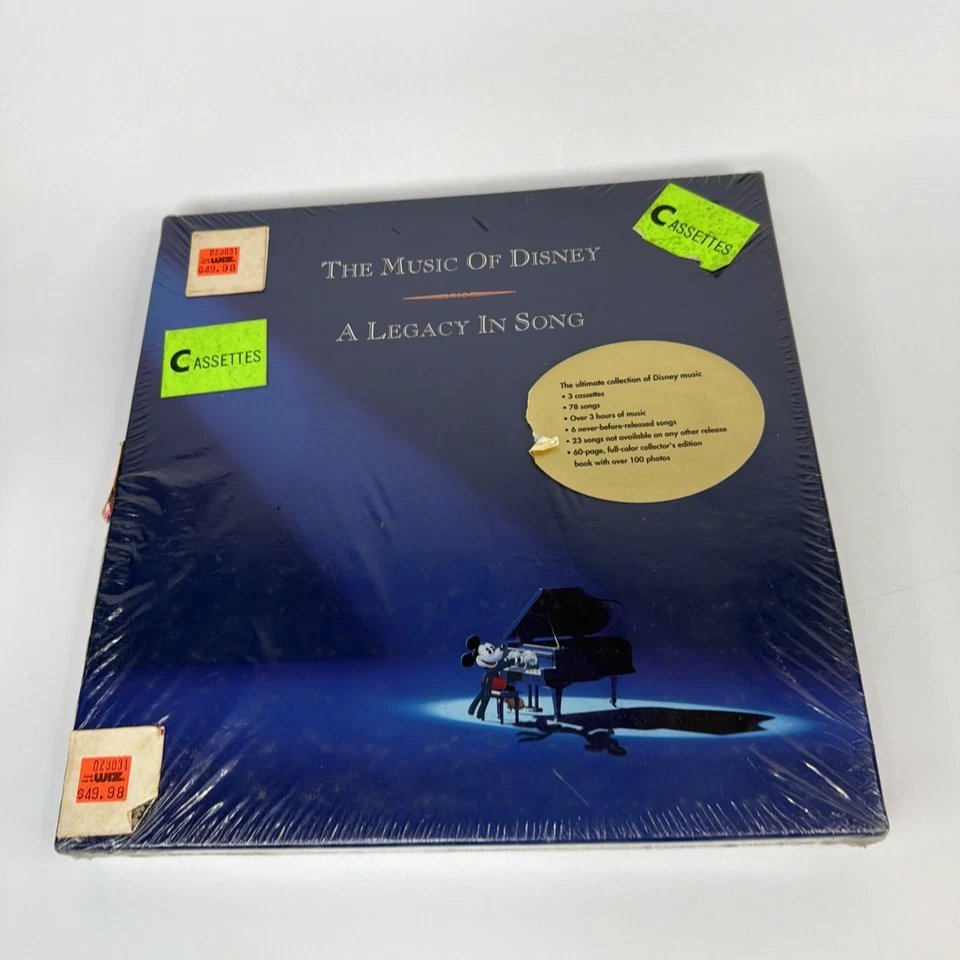 THE MUSIC OF DISNEY
A LEGACY IN SONG
CASSETTES
023031
WIZ
$49.98
CASSETTES
The ultimate collection of Disney music
• 3 cassettes
• 78 songs
• Over 3 hours of music
• 6 never-before-released songs
• 23 songs not available on any other release
• 60-page, full-color collector's edition
book with over 100 photos
023031
WIZ
$49.98